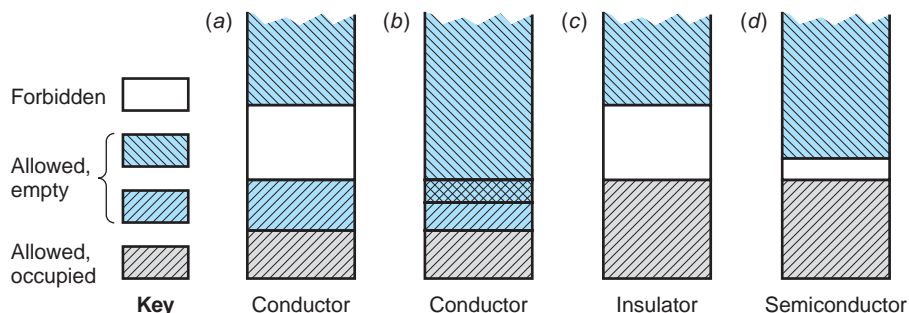 (a)
(b)
(c)
(d)
Forbidden
Allowed,
empty
Allowed,
occupied
Key
Conductor
Conductor
Insulator
Semiconductor